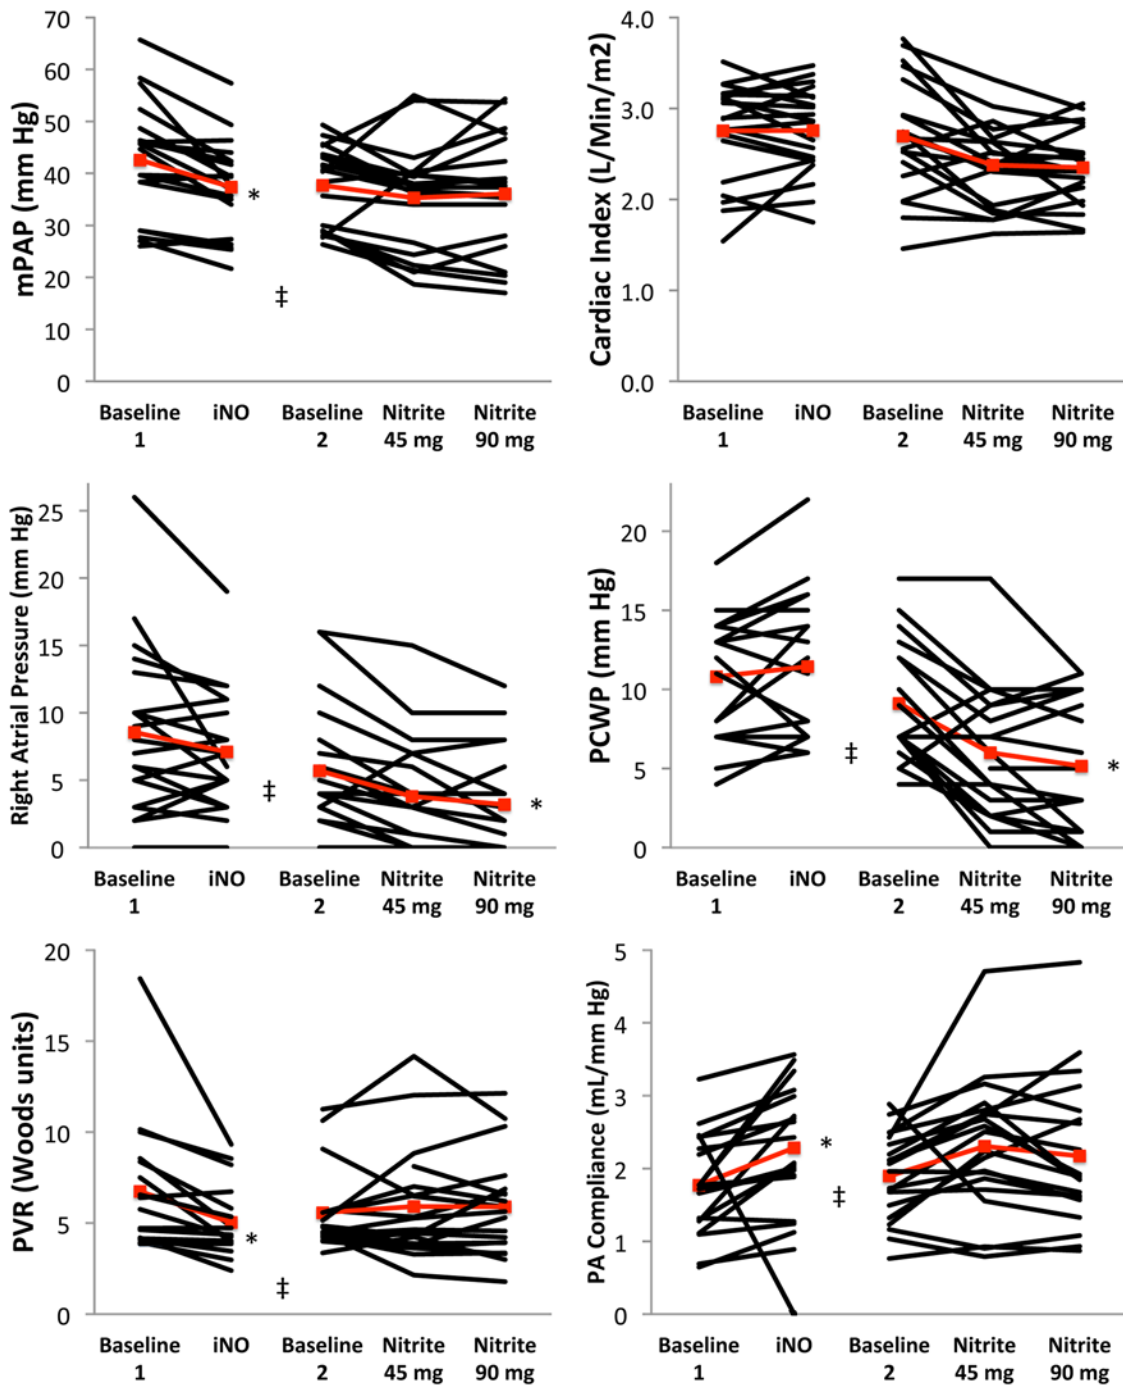 mPAP (mm Hg)
70
60
50
40
30
20
10
0
*
‡
Baseline 1
iNO
Baseline 2
Nitrite 45 mg
Nitrite 90 mg
Cardiac Index (L/Min/m2)
4.0
3.0
2.0
1.0
0.0
Baseline 1
iNO
Baseline 2
Nitrite 45 mg
Nitrite 90 mg
Right Atrial Pressure (mm Hg)
25
20
15
10
5
0
‡
*
Baseline 1
iNO
Baseline 2
Nitrite 45 mg
Nitrite 90 mg
PCWP (mm Hg)
20
15
10
5
0
‡
*
Baseline 1
iNO
Baseline 2
Nitrite 45 mg
Nitrite 90 mg
PVR (Woods units)
20
15
10
5
0
*
‡
Baseline 1
iNO
Baseline 2
Nitrite 45 mg
Nitrite 90 mg
PA Compliance (mL/mm Hg)
5
4
3
2
1
0
*
‡
Baseline 1
iNO
Baseline 2
Nitrite 45 mg
Nitrite 90 mg